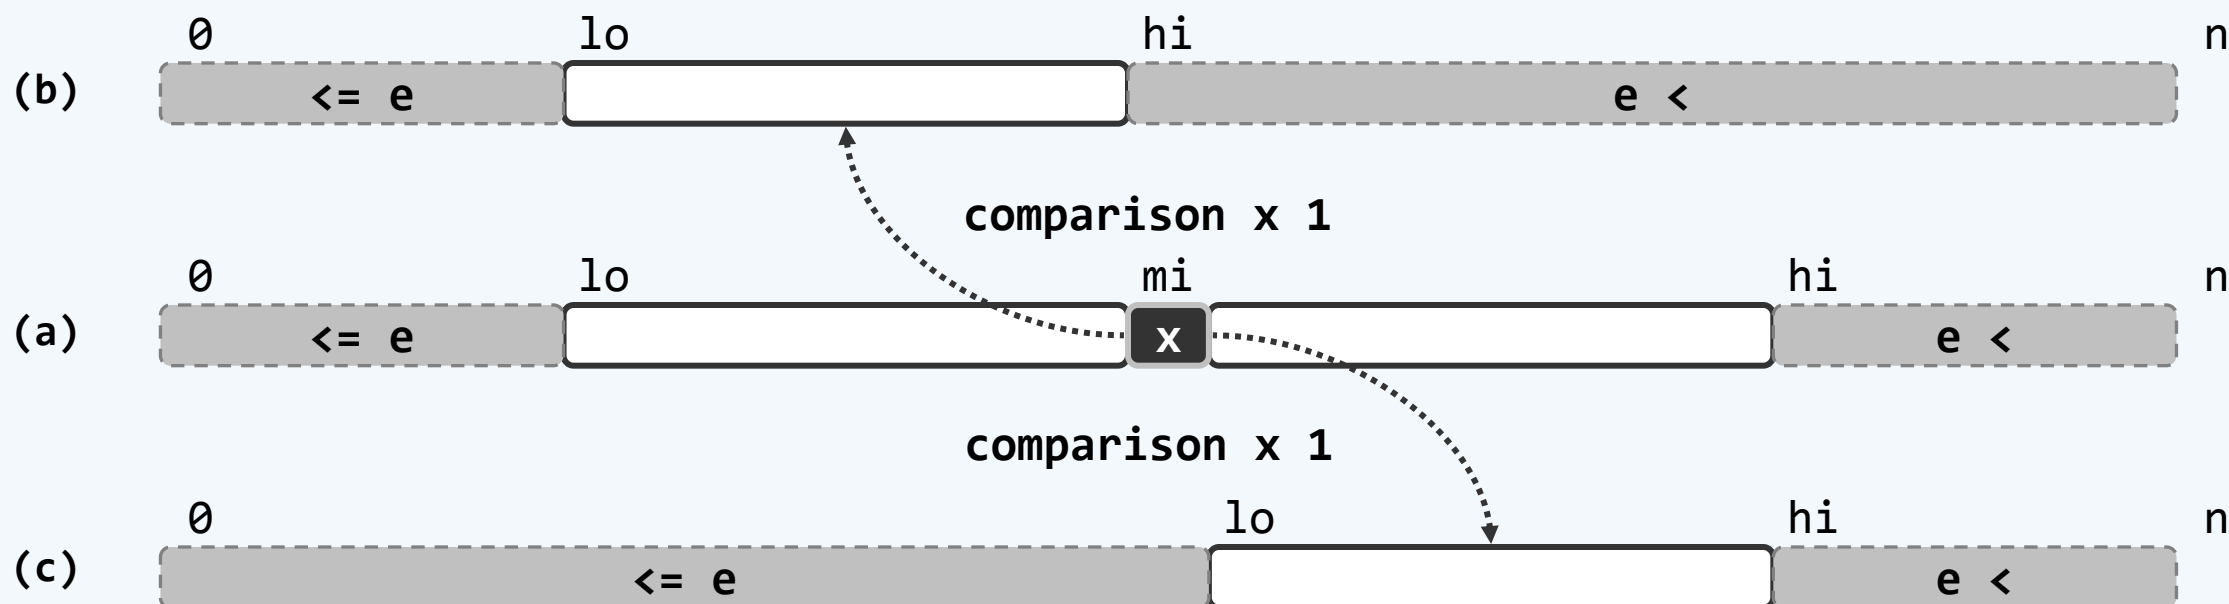 0 lo hi n
(b) <= e e <
comparison x 1
0 lo mi hi n
(a) <= e x e <
comparison x 1
0 lo hi n
(c) <= e e <